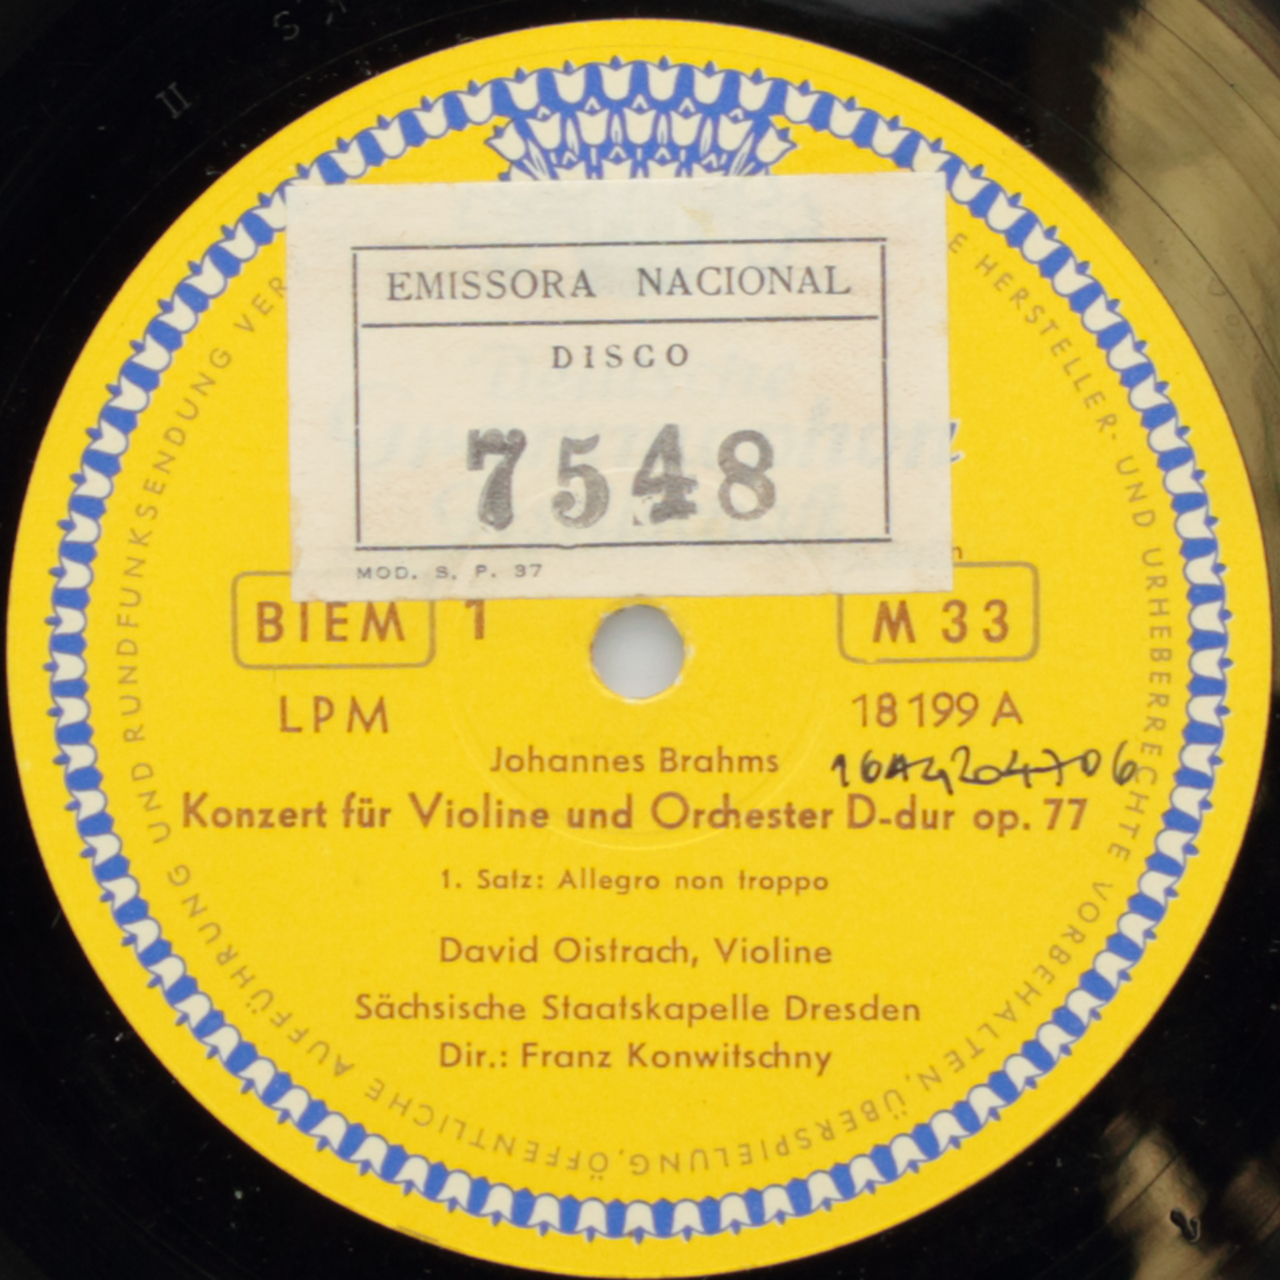 EMISSORA NACIONAL
DISCO
7548
MOD. S. P. 37
BIEM 1
M 33
LPM
18 199 A
Johannes Brahms
Konzert für Violine und Orchester D-dur op. 77
1. Satz: Allegro non troppo
David Oistrach, Violine
Sächsische Staatskapelle Dresden
Dir.: Franz Konwitschny
HERSTELLER- UND URHEBERRECHTE VORBEHALTEN, ÜBERSPIELUNG, ÖFFENTLICHE AUFFÜHRUNG UND RUNDFUNKSENDUNG